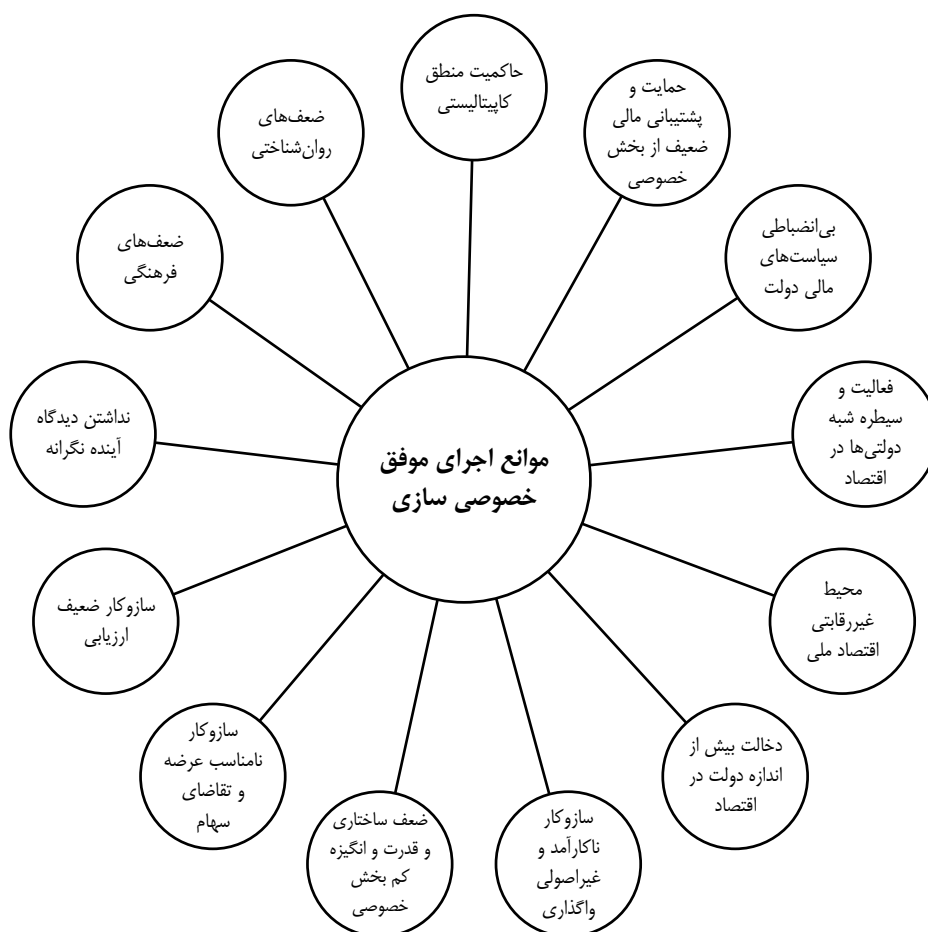 موانع اجرای موفق
خصوصی سازی
حاکمیت منطق
کاپیتالیستی
حمایت و
پشتیبانی مالی
ضعیف از بخش
خصوصی
بی‌انضباطی
سیاست‌های
مالی دولت
فعالیت و
سیطره شبه
دولتی‌ها در
اقتصاد
محیط
غیررقابتی
اقتصاد ملی
دخالت بیش از
اندازه دولت در
اقتصاد
سازوکار
ناکارآمد و
غیراصولی
واگذاری
ضعف ساختاری
و قدرت و انگیزه
کم بخش
خصوصی
سازوکار
نامناسب عرضه
و تقاضای
سهام
سازوکار ضعیف
ارزیابی
نداشتن دیدگاه
آینده نگرانه
ضعف‌های
فرهنگی
ضعف‌های
روان‌شناختی